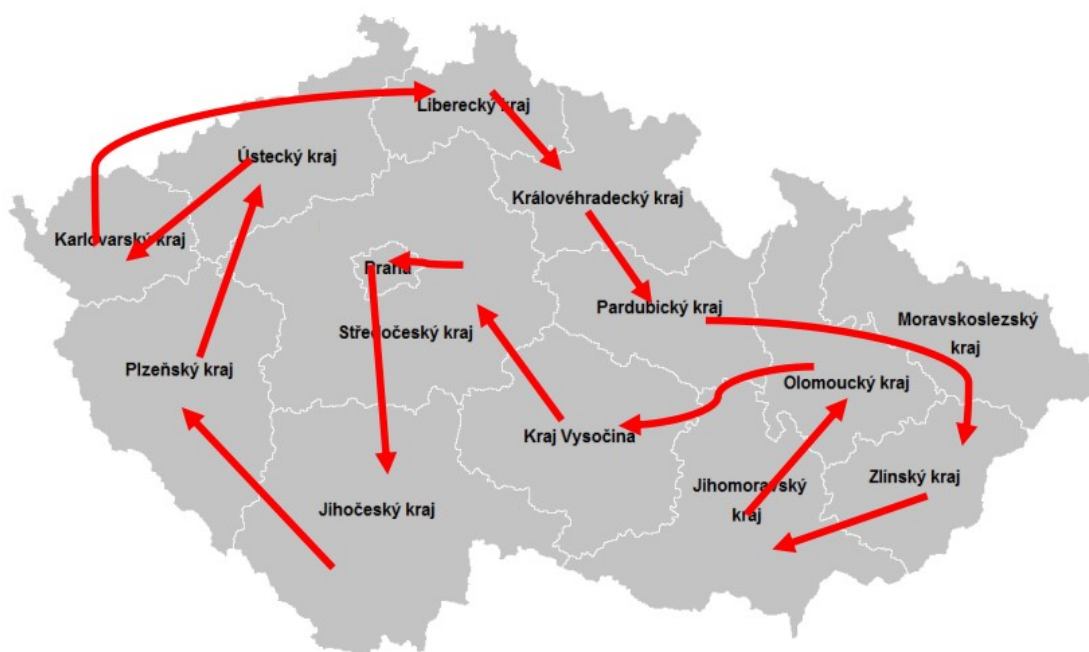 Liberecký kraj
Ústecký kraj
Královéhradecký kraj
Karlovarský kraj
Praha
Pardubický kraj
Moravskoslezský
kraj
Středočeský kraj
Plzeňský kraj
Olomoucký kraj
Kraj Vysočina
Zlínský kraj
Jihomoravský
kraj
Jihočeský kraj